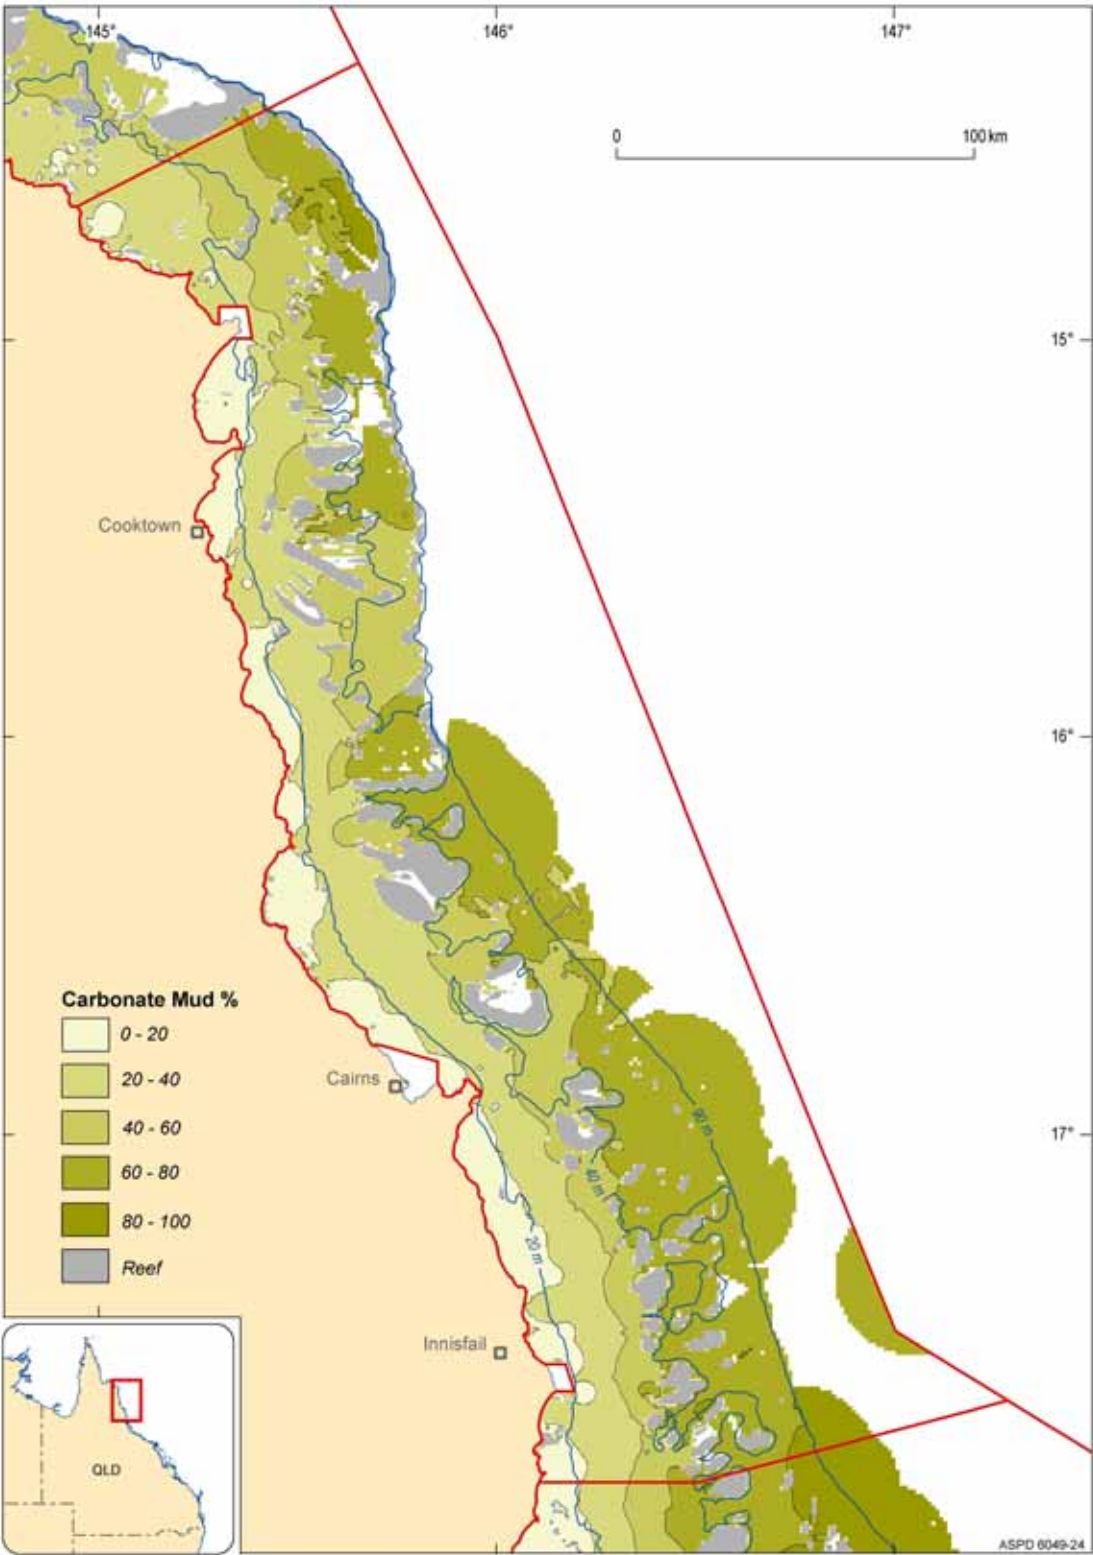 145°
146°
147°
0
100 km
15°
Cooktown
16°
Carbonate Mud %
0 - 20
20 - 40
40 - 60
60 - 80
80 - 100
Reef
Cairns
90 m
17°
40 m
20 m
Innisfail
QLD
ASPD 6049-24